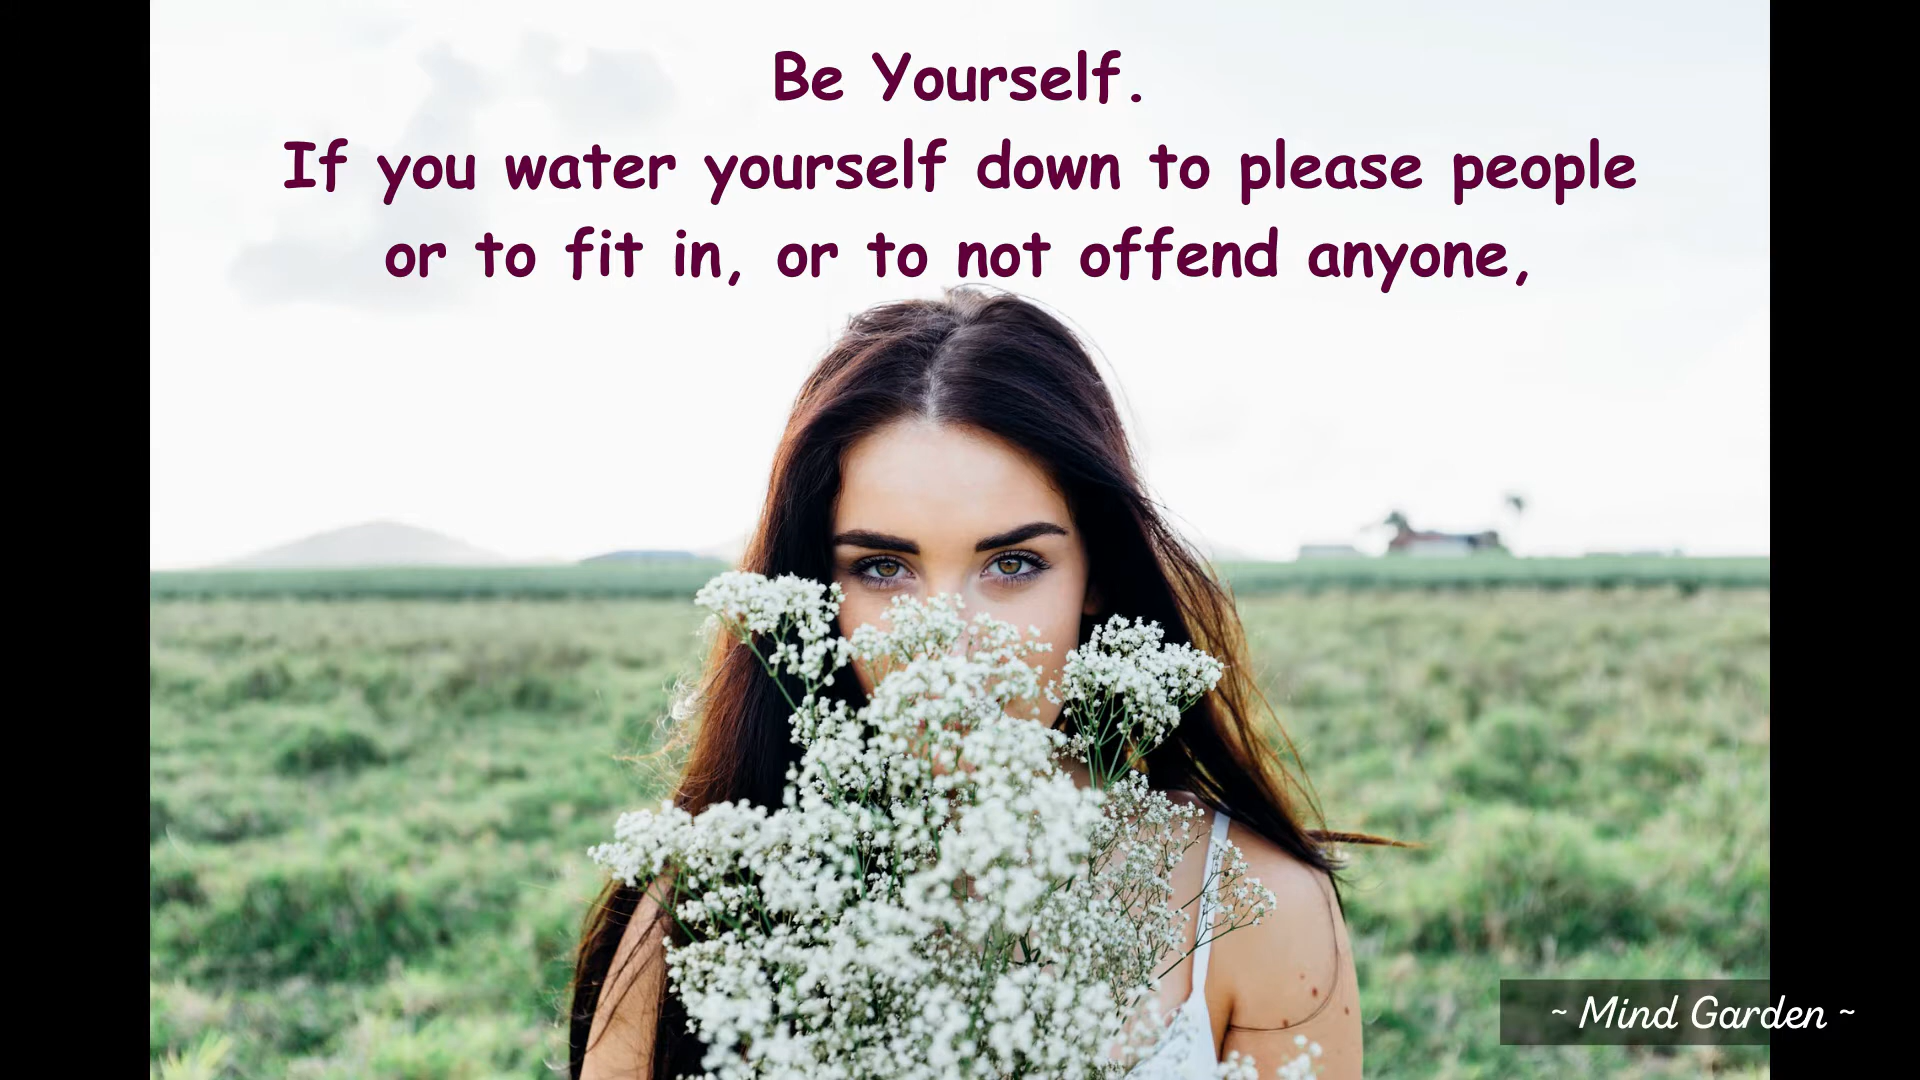 Be Yourself.
If you water yourself down to please people
or to fit in, or to not offend anyone,
~ Mind Garden ~